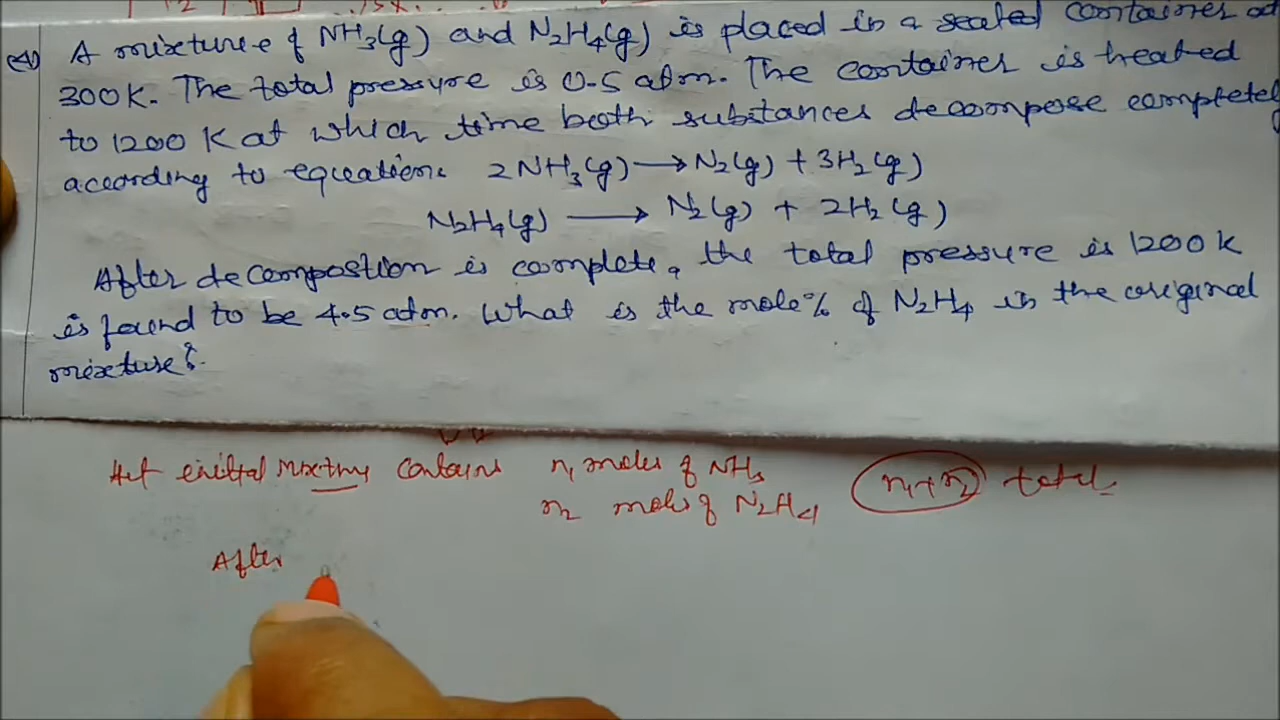 A mixture of NH3(g) and N2H4(g) is placed in a sealed container at
300K. The total pressure is 0.5 atm. The container is heated
to 1200 K at which time both substances decompose completel
according to equation. 2NH3(g) → N2(g) + 3H2(g)
N2H4(g) → N2(g) + 2H2(g)
After decomposition is complete, the total pressure is 1200k
is found to be 4.5 atm. What is the mole% of N2H4 in the original
mixture?
Let initial mixture contains n1 moles of NH3
n2 moles of N2H4 (n1+n2) total
After